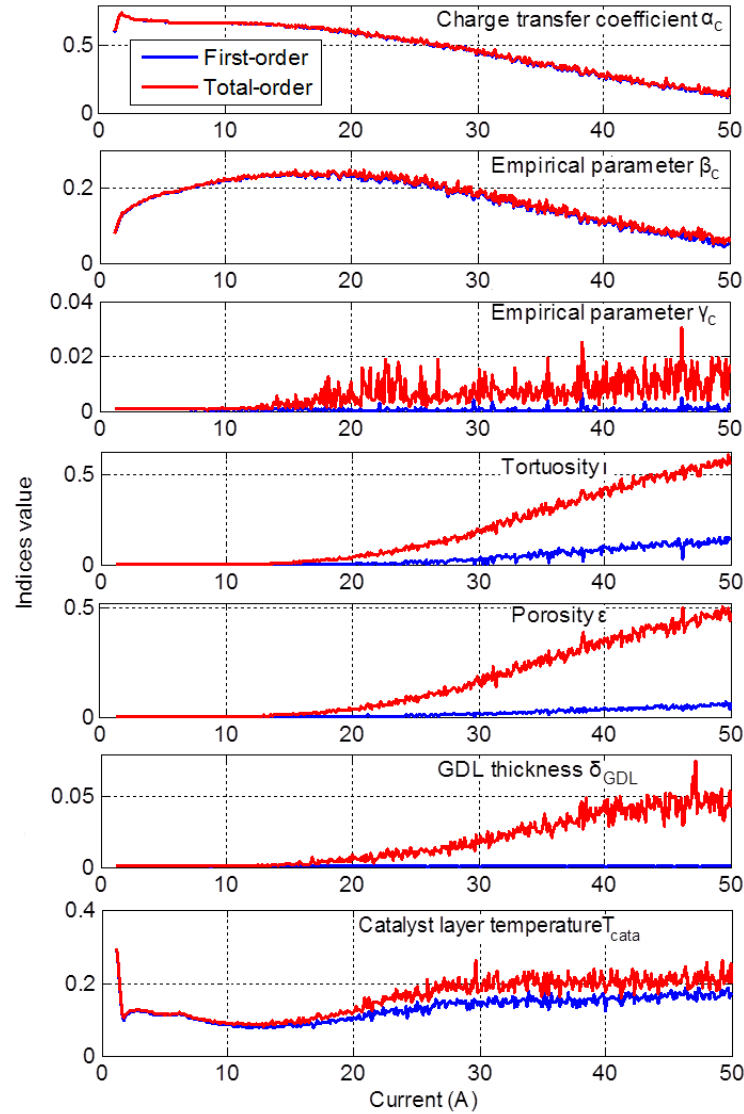 Charge transfer coefficient αC
First-order
Total-order
0.5
0
0 10 20 30 40 50
Empirical parameter βC
0.2
0
0 10 20 30 40 50
Empirical parameter γC
0.04
0.02
0
0 10 20 30 40 50
Tortuosity ι
0.5
0
0 10 20 30 40 50
Porosity ε
0.5
0
0 10 20 30 40 50
GDL thickness δGDL
0.05
0
0 10 20 30 40 50
Catalyst layer temperatureTcata
0.4
0.2
0
0 10 20 30 40 50
Current (A)
Indices value